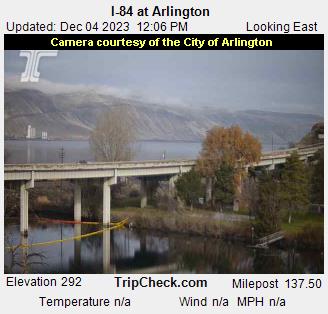 I-84 at Arlington
Updated: Dec 04 2023 12:06 PM Looking East
Camera courtesy of the City of Arlington
Elevation 292 TripCheck.com Milepost 137.50
Temperature n/a Wind n/a MPH n/a